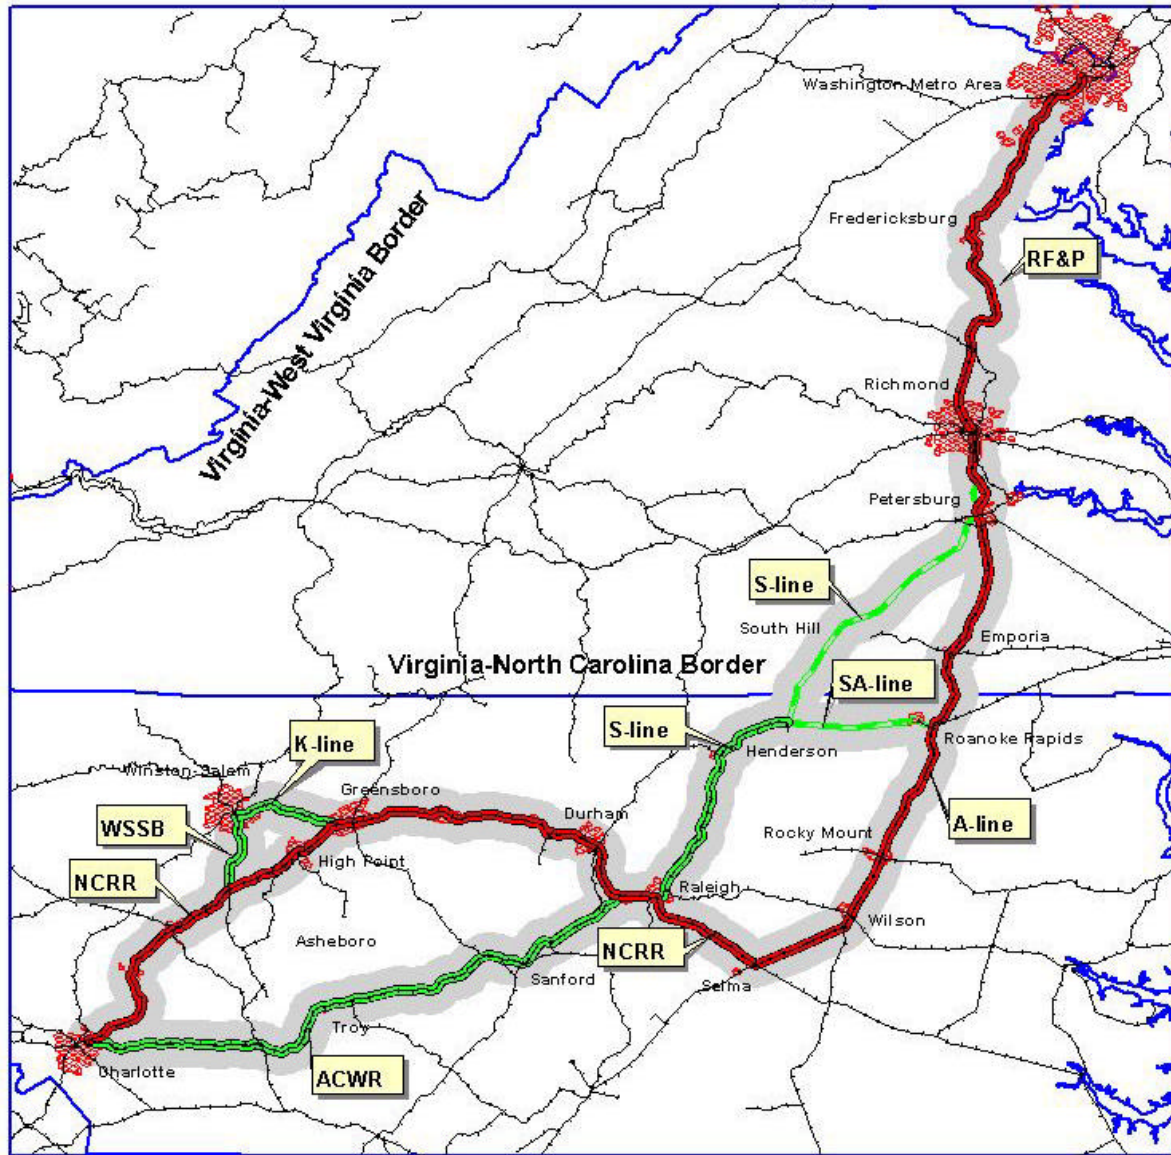 Washington Metro Area
Fredericksburg
RF&P
Virginia-West Virginia Border
Richmond
Petersburg
S-line
South Hill
Emporia
Virginia-North Carolina Border
SA-line
S-line
K-line
Henderson
Roanoke Rapids
Winston-Salem
Greensboro
Durham
A-line
WSSB
Rocky Mount
High Point
NCRR
Raleigh
Asheboro
Wilson
NCRR
Sanford
Selma
Troy
Charlotte
ACWR